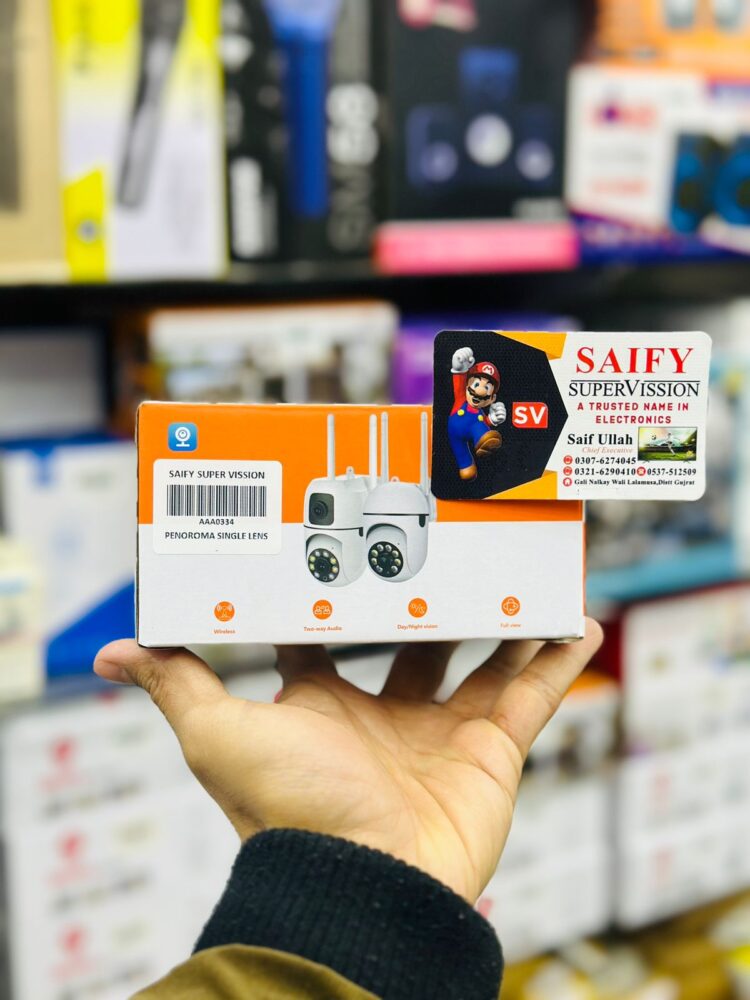 SAIFY
SUPERVISSION
A TRUSTED NAME IN
ELECTRONICS
SV
Saif Ullah
Chief Executive
0307-6274045
0321-6290410 0537-512509
Gali Nalkay Wali Lalamusa,Distt Gujrat
SAIFY SUPER VISSION
AAA0334
PENOROMA SINGLE LENS
Wireless
Two-way Audio
Day/Night vision
Full view